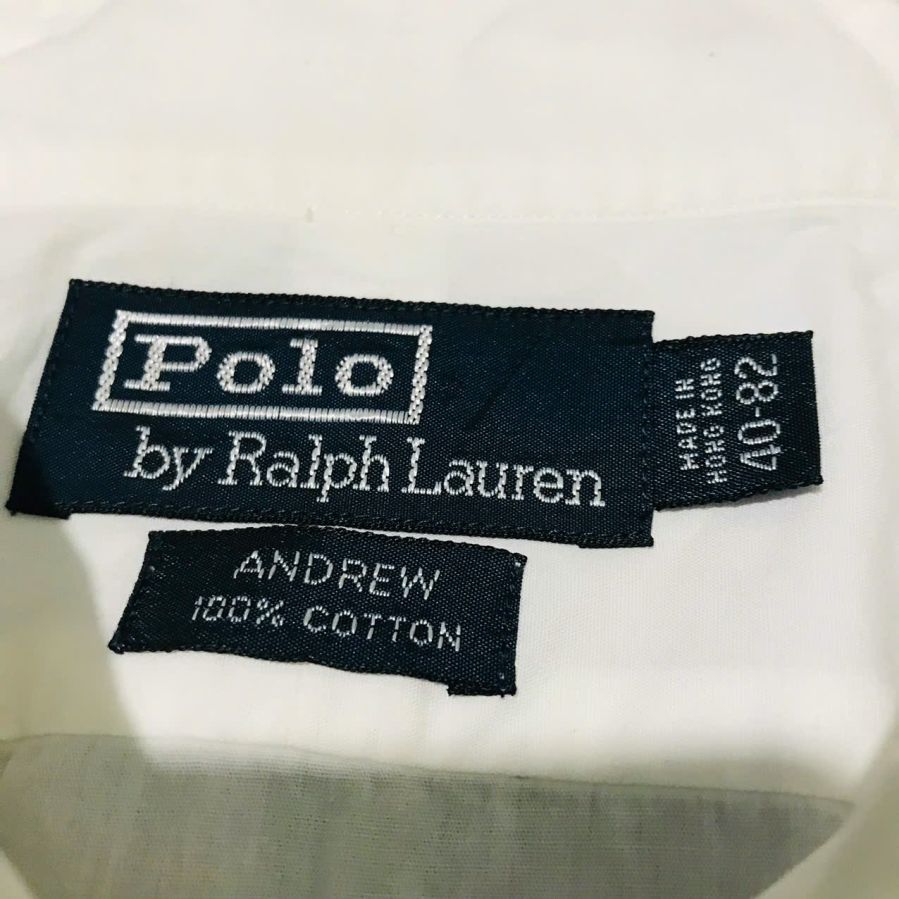 Polo
by Ralph Lauren
MADE IN
HONG KONG
40-82
ANDREW
100% COTTON